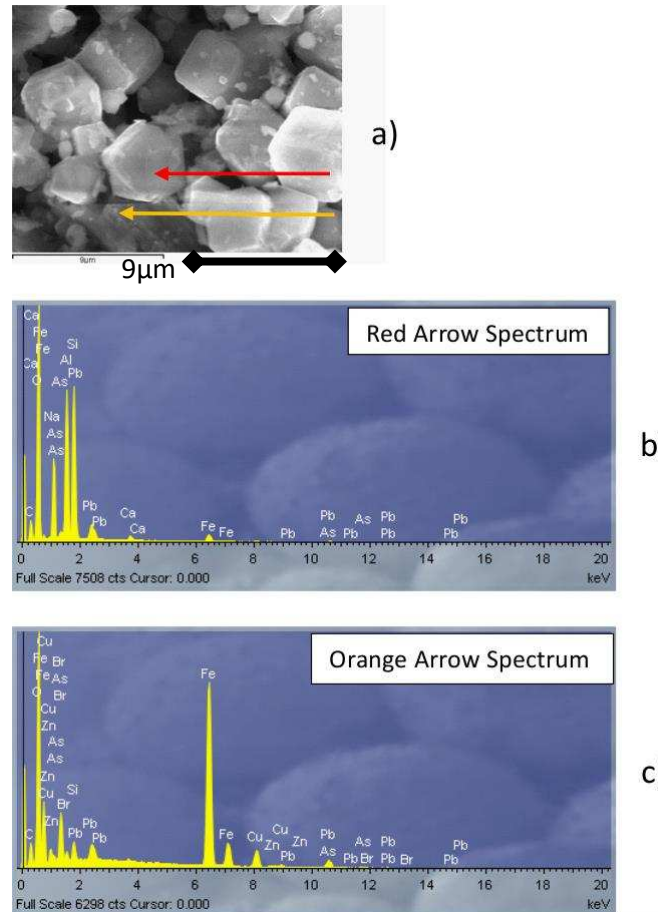 a)
9µm
9µm
Red Arrow Spectrum
Ca
Fe
Fe
Ca
O
Si
Al
As
Pb
Na
As
As
C
Pb
Pb
Ca
Ca
Fe
Fe
Pb
Pb
As
As
Pb
Pb
Pb
Pb
Pb
0 2 4 6 8 10 12 14 16 18 20
Full Scale 7508 cts Cursor: 0.000 keV
b
Orange Arrow Spectrum
Cu
Fe
Br
Fe
As
O
Br
Cu
Zn
As
As
Zn
Cu
Si
Br
Zn
Pb
Pb
Pb
C
Fe
Fe
Cu
Cu
Zn
Zn
Pb
Pb
As
As
Pb
Pb
Br
Pb
Br
Pb
Pb
0 2 4 6 8 10 12 14 16 18 20
Full Scale 6298 cts Cursor: 0.000 keV
c